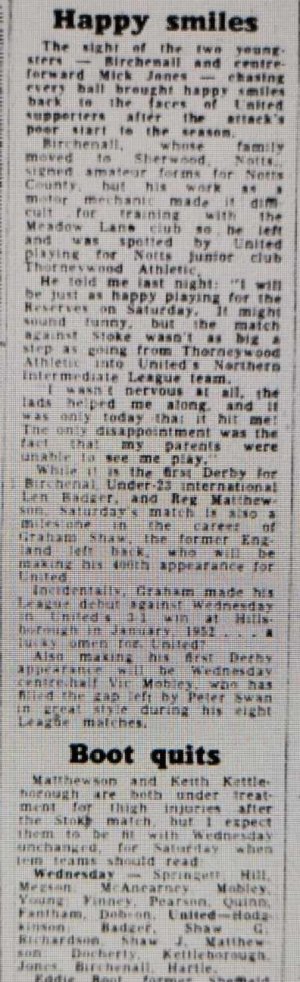 Happy smiles
The sight of the two young-
sters — Birchenall and centre-
forward Mick Jones — chasing
every ball brought happy smiles
back to the faces of United
supporters after the attack's
poor start to the season.
Birchenall, whose family
moved to Sherwood, Notts.,
signed amateur forms for Notts
County, but his work as a
motor mechanic made it diffi-
cult for training with the
Meadow Lane club so he left
and was spotted by United
playing for Notts junior club
Thorneywood Athletic.
He told me last night: "I will
be just as happy playing for the
Reserves on Saturday. It might
sound funny, but the match
against Stoke wasn't as big a
step as going from Thorneywood
Athletic into United's Northern
Intermediate League team.
wasn't nervous at all, the
lads helped me along, and it
was only today that it hit me!
The only disappointment was the
fact that my parents were
unable to see me play."
While it is the first Derby for
Birchenall, Under-23 international
Len Badger, and Reg Matthew-
son, Saturday's match is also a
milestone in the career of
Graham Shaw, the former Eng-
land left back, who will be
making his 400th appearance for
United.
Incidentally, Graham made his
League debut against Wednesday
in United's 3-1 win at Hills-
borough in January, 1952 . . . a
lucky omen for United?
Also making his first Derby
appearance will be Wednesday
centre-half Vic Mobley, who has
filled the gap left by Peter Swan
in great style during his eight
League matches.
Boot quits
Matthewson and Keith Kettle-
borough are both under treat-
ment for thigh injuries after
the Stoke match, but I expect
them to be fit with Wednesday
unchanged, for Saturday when
tem teams should read:
Wednesday — Springett, Hill,
Megson, McAnearney, Mobley,
Young, Finney, Pearson, Quinn,
Fantham, Dobson. United—Hodg-
kinson, Badger, Shaw G.
Richardson, Shaw J., Matthew-
son, Docherty, Kettleborough,
Jones, Birchenall, Hartle.
Eddie Boot, former Sheffield